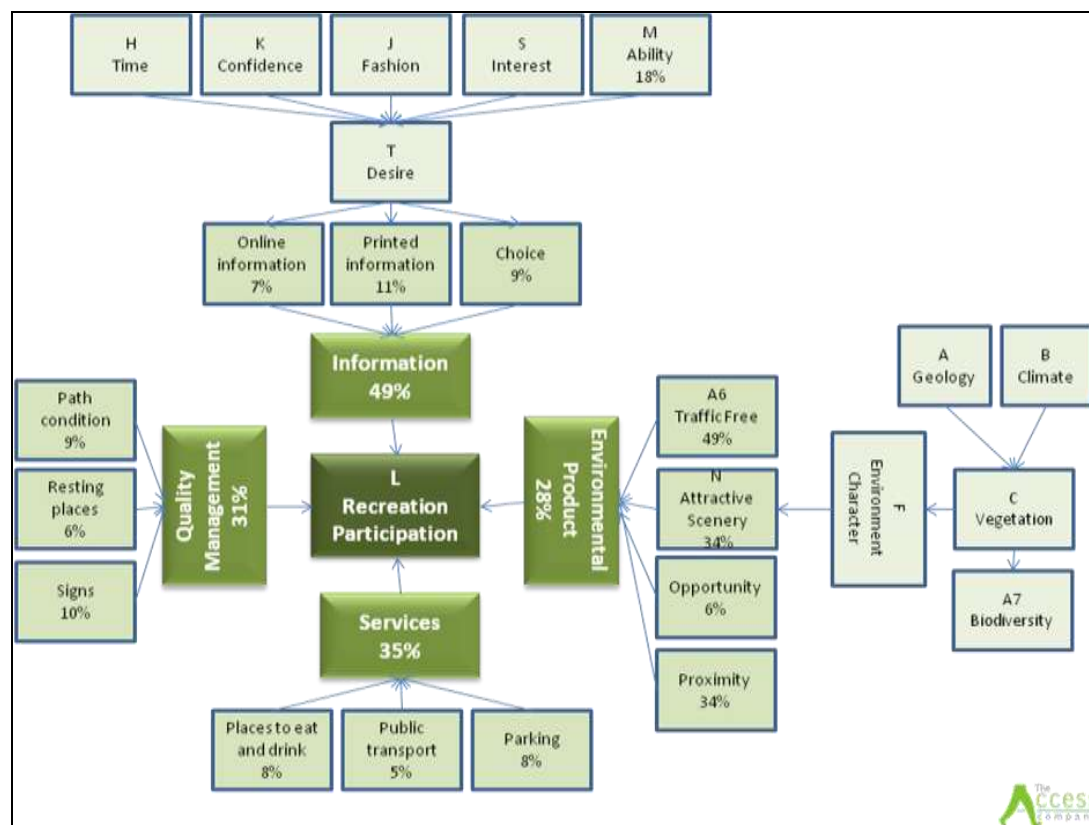 H
Time
K
Confidence
J
Fashion
S
Interest
M
Ability
18%
T
Desire
Online
information
7%
Printed
information
11%
Choice
9%
Information
49%
Path
condition
9%
Resting
places
6%
Signs
10%
Quality
Management
31%
L
Recreation
Participation
Environmental
Product
28%
A6
Traffic Free
49%
N
Attractive
Scenery
34%
Opportunity
6%
Proximity
34%
F
Environment
Character
A
Geology
B
Climate
C
Vegetation
A7
Biodiversity
Services
35%
Places to eat
and drink
8%
Public
transport
5%
Parking
8%
The
Acces
compan